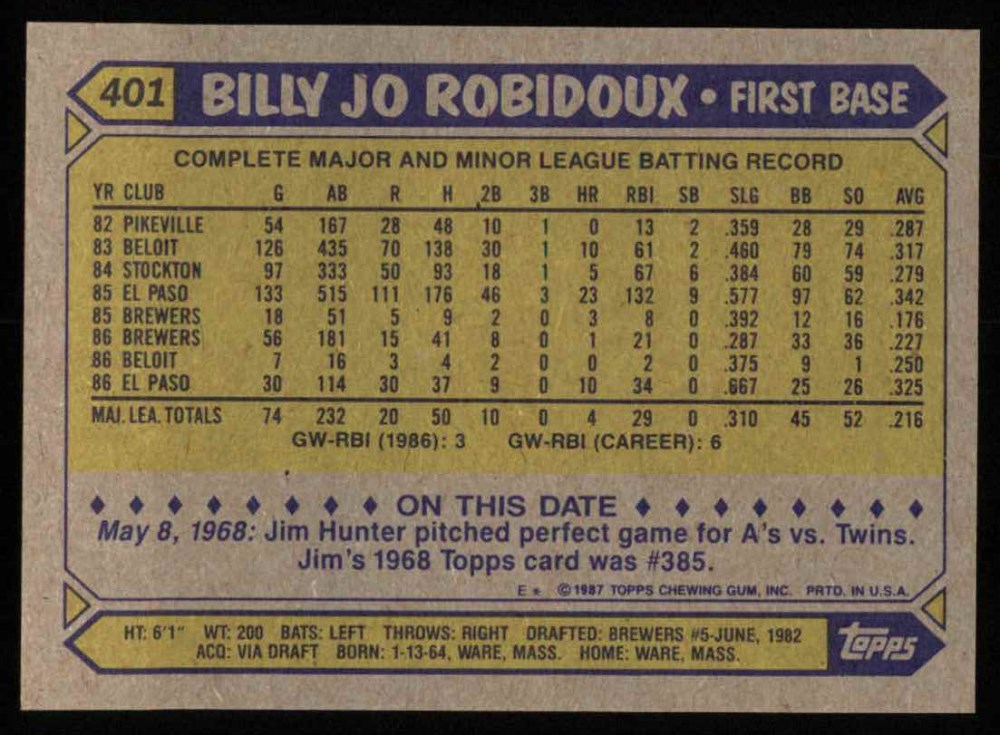 401 BILLY JO ROBIDOUX • FIRST BASE
COMPLETE MAJOR AND MINOR LEAGUE BATTING RECORD
YR CLUB G AB R H 2B 3B HR RBI SB SLG BB SO AVG
82 PIKEVILLE 54 167 28 48 10 1 0 13 2 .359 28 29 .287
83 BELOIT 126 435 70 138 30 1 10 61 2 .460 79 74 .317
84 STOCKTON 97 333 50 93 18 1 5 67 6 .384 60 59 .279
85 EL PASO 133 515 111 176 46 3 23 132 9 .577 97 62 .342
85 BREWERS 18 51 5 9 2 0 3 8 0 .392 12 16 .176
86 BREWERS 56 181 15 41 8 0 1 21 0 .287 33 36 .227
86 BELOIT 7 16 3 4 2 0 0 2 0 .375 9 1 .250
86 EL PASO 30 114 30 37 9 0 10 34 0 .667 25 26 .325
MAJ. LEA. TOTALS 74 232 20 50 10 0 4 29 0 .310 45 52 .216
GW-RBI (1986): 3 GW-RBI (CAREER): 6
♦ ♦ ♦ ♦ ♦ ♦ ♦ ♦ ON THIS DATE ♦ ♦ ♦ ♦ ♦ ♦ ♦ ♦
May 8, 1968: Jim Hunter pitched perfect game for A's vs. Twins.
Jim's 1968 Topps card was #385.
E * ©1987 TOPPS CHEWING GUM, INC. PRTD. IN U.S.A.
HT: 6'1" WT: 200 BATS: LEFT THROWS: RIGHT DRAFTED: BREWERS #5-JUNE, 1982
ACQ: VIA DRAFT BORN: 1-13-64, WARE, MASS. HOME: WARE, MASS.
topps